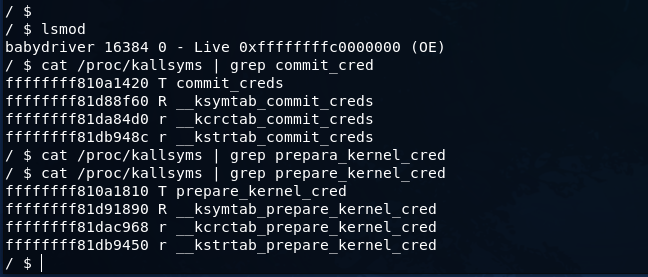 / $
/ $ lsmod
babydriver 16384 0 - Live 0xffffffffc0000000 (OE)
/ $ cat /proc/kallsyms | grep commit_cred
ffffffff810a1420 T commit_creds
ffffffff81d88f60 R __ksymtab_commit_creds
ffffffff81da84d0 r __kcrctab_commit_creds
ffffffff81db948c r __kstrtab_commit_creds
/ $ cat /proc/kallsyms | grep prepara_kernel_cred
/ $ cat /proc/kallsyms | grep prepare_kernel_cred
ffffffff810a1810 T prepare_kernel_cred
ffffffff81d91890 R __ksymtab_prepare_kernel_cred
ffffffff81dac968 r __kcrctab_prepare_kernel_cred
ffffffff81db9450 r __kstrtab_prepare_kernel_cred
/ $